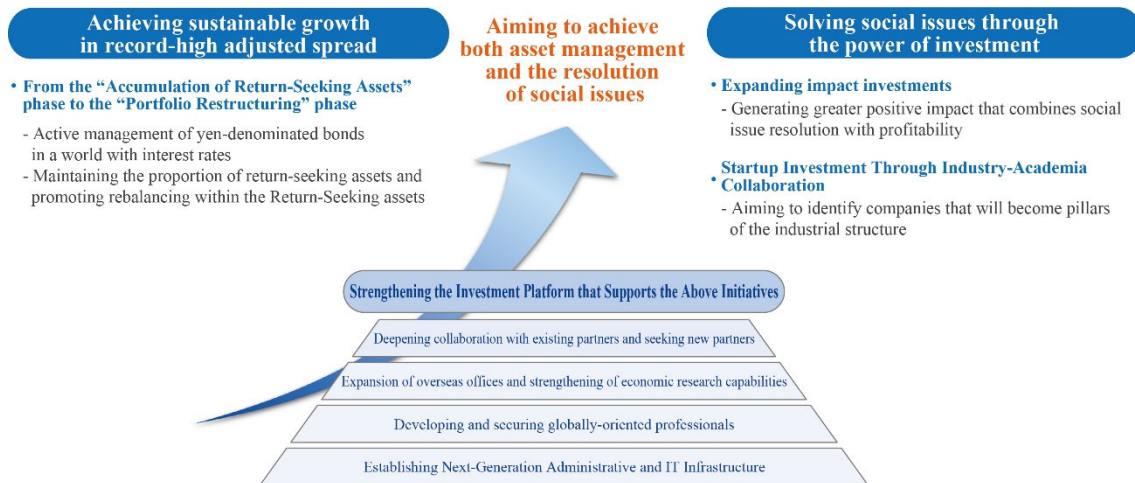 Achieving sustainable growth
in record-high adjusted spread
• From the “Accumulation of Return-Seeking Assets”
phase to the “Portfolio Restructuring” phase
- Active management of yen-denominated bonds
in a world with interest rates
- Maintaining the proportion of return-seeking assets and
promoting rebalancing within the Return-Seeking assets
Aiming to achieve
both asset management
and the resolution
of social issues
Solving social issues through
the power of investment
• Expanding impact investments
- Generating greater positive impact that combines social
issue resolution with profitability
• Startup Investment Through Industry-Academia
Collaboration
- Aiming to identify companies that will become pillars
of the industrial structure
Strengthening the Investment Platform that Supports the Above Initiatives
Deepening collaboration with existing partners and seeking new partners
Expansion of overseas offices and strengthening of economic research capabilities
Developing and securing globally-oriented professionals
Establishing Next-Generation Administrative and IT Infrastructure